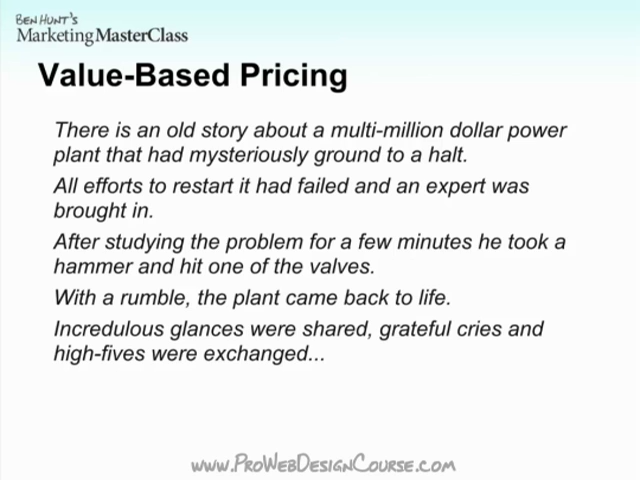 BEN HUNT'S
Marketing MasterClass
Value-Based Pricing
There is an old story about a multi-million dollar power
plant that had mysteriously ground to a halt.
All efforts to restart it had failed and an expert was
brought in.
After studying the problem for a few minutes he took a
hammer and hit one of the valves.
With a rumble, the plant came back to life.
Incredulous glances were shared, grateful cries and
high-fives were exchanged...
www.ProWebDesignCourse.com